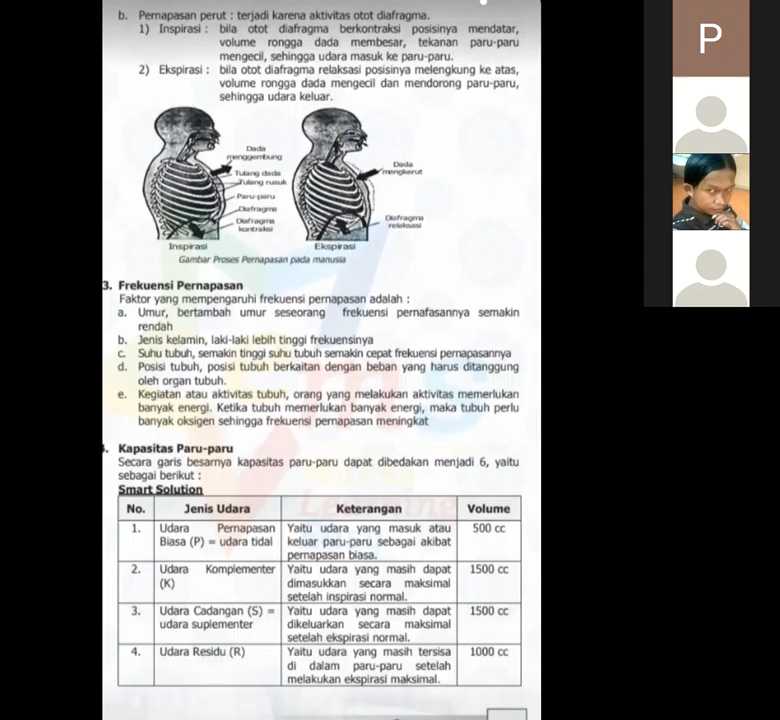 b. Pernapasan perut : terjadi karena aktivitas otot diafragma.
1) Inspirasi : bila otot diafragma berkontraksi posisinya mendatar,
volume rongga dada membesar, tekanan paru-paru
mengecil, sehingga udara masuk ke paru-paru.
2) Ekspirasi : bila otot diafragma relaksasi posisinya melengkung ke atas,
volume rongga dada mengecil dan mendorong paru-paru,
sehingga udara keluar.
Dada
menggembung
Tulang dada
Tulang rusuk
Paru-paru
Diafragma
Diafragma
kontraksi
Inspirasi
Dada
mengkerut
Diafragma
relaksasi
Ekspirasi
Gambar Proses Pernapasan pada manusia
3. Frekuensi Pernapasan
Faktor yang mempengaruhi frekuensi pernapasan adalah :
a. Umur, bertambah umur seseorang frekuensi pernafasannya semakin
rendah
b. Jenis kelamin, laki-laki lebih tinggi frekuensinya
c. Suhu tubuh, semakin tinggi suhu tubuh semakin cepat frekuensi pernapasannya
d. Posisi tubuh, posisi tubuh berkaitan dengan beban yang harus ditanggung
oleh organ tubuh.
e. Kegiatan atau aktivitas tubuh, orang yang melakukan aktivitas memerlukan
banyak energi. Ketika tubuh memerlukan banyak energi, maka tubuh perlu
banyak oksigen sehingga frekuensi pernapasan meningkat
Kapasitas Paru-paru
Secara garis besarnya kapasitas paru-paru dapat dibedakan menjadi 6, yaitu
sebagai berikut :
Smart Solution
No. Jenis Udara Keterangan Volume
1. Udara Pernapasan Yaitu udara yang masuk atau 500 cc
Biasa (P) = udara tidal keluar paru-paru sebagai akibat
pernapasan biasa.
2. Udara Komplementer Yaitu udara yang masih dapat 1500 cc
(K) dimasukkan secara maksimal
setelah inspirasi normal.
3. Udara Cadangan (S) = Yaitu udara yang masih dapat 1500 cc
udara suplementer dikeluarkan secara maksimal
setelah ekspirasi normal.
4. Udara Residu (R) Yaitu udara yang masih tersisa 1000 cc
di dalam paru-paru setelah
melakukan ekspirasi maksimal.
P